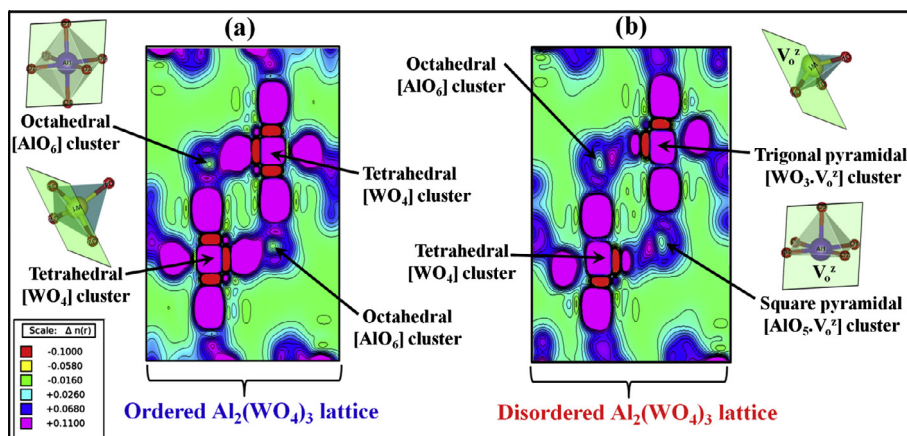 (a)
Octahedral
[AlO6] cluster
Tetrahedral
[WO4] cluster
Tetrahedral
[WO4] cluster
Octahedral
[AlO6] cluster
Scale: Δ n(r)
-0.1000
-0.0580
-0.0160
+0.0260
+0.0680
+0.1100
Ordered Al2(WO4)3 lattice
(b)
Octahedral
[AlO6] cluster
Vo^z
Trigonal pyramidal
[WO3.Vo^z] cluster
Tetrahedral
[WO4] cluster
Al1
Vo^z
Square pyramidal
[AlO5.Vo^z] cluster
Disordered Al2(WO4)3 lattice